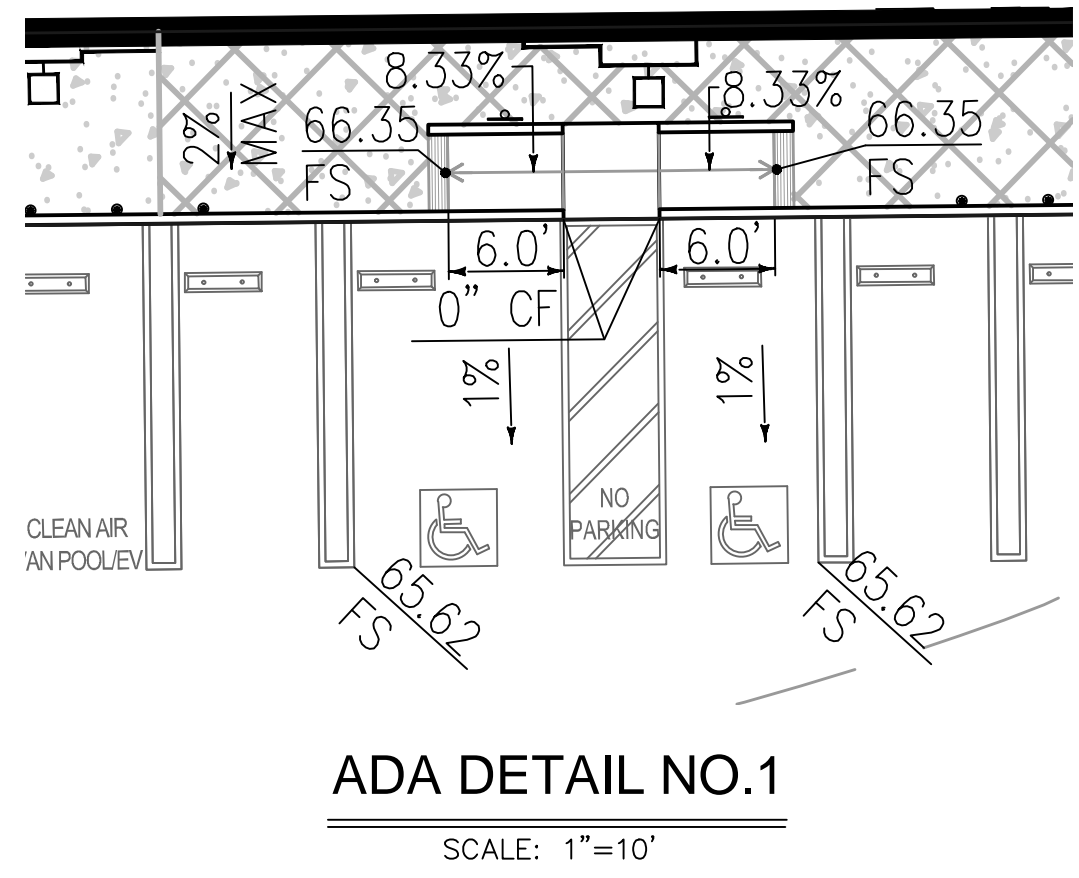 8.33%
8.33%
2%
MAX
66.35
FS
66.35
FS
6.0'
6.0'
0" CF
1%
1%
NO
PARKING
CLEAN AIR
VAN POOL/EV
65.62
FS
65.62
FS
ADA DETAIL NO.1
SCALE: 1"=10'